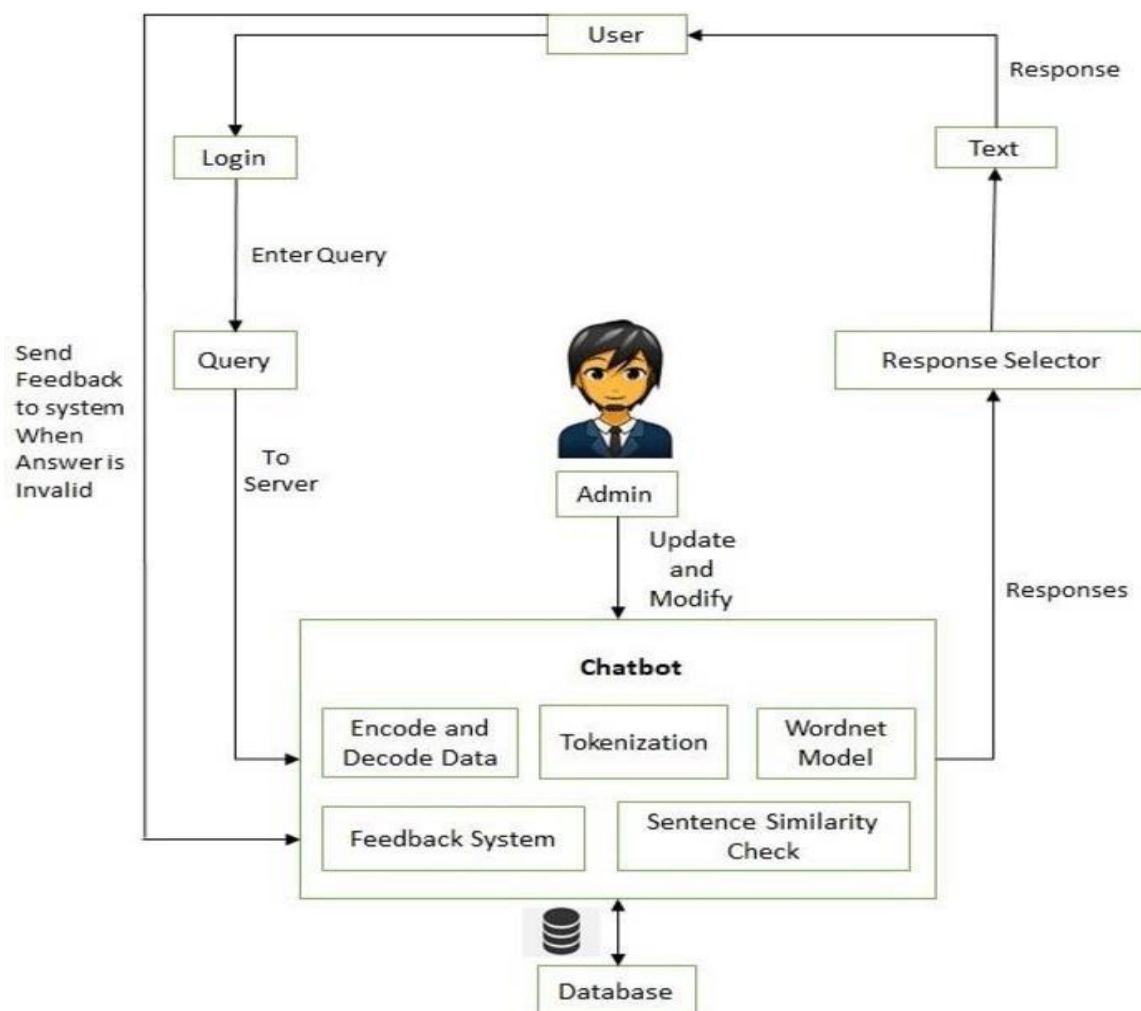 User
Response
Login
Text
Enter Query
Send
Feedback
to system
When
Answer is
Invalid
Query
Response Selector
To
Server
Admin
Update
and
Modify
Responses
Chatbot
Encode and
Decode Data
Tokenization
Wordnet
Model
Feedback System
Sentence Similarity
Check
Database